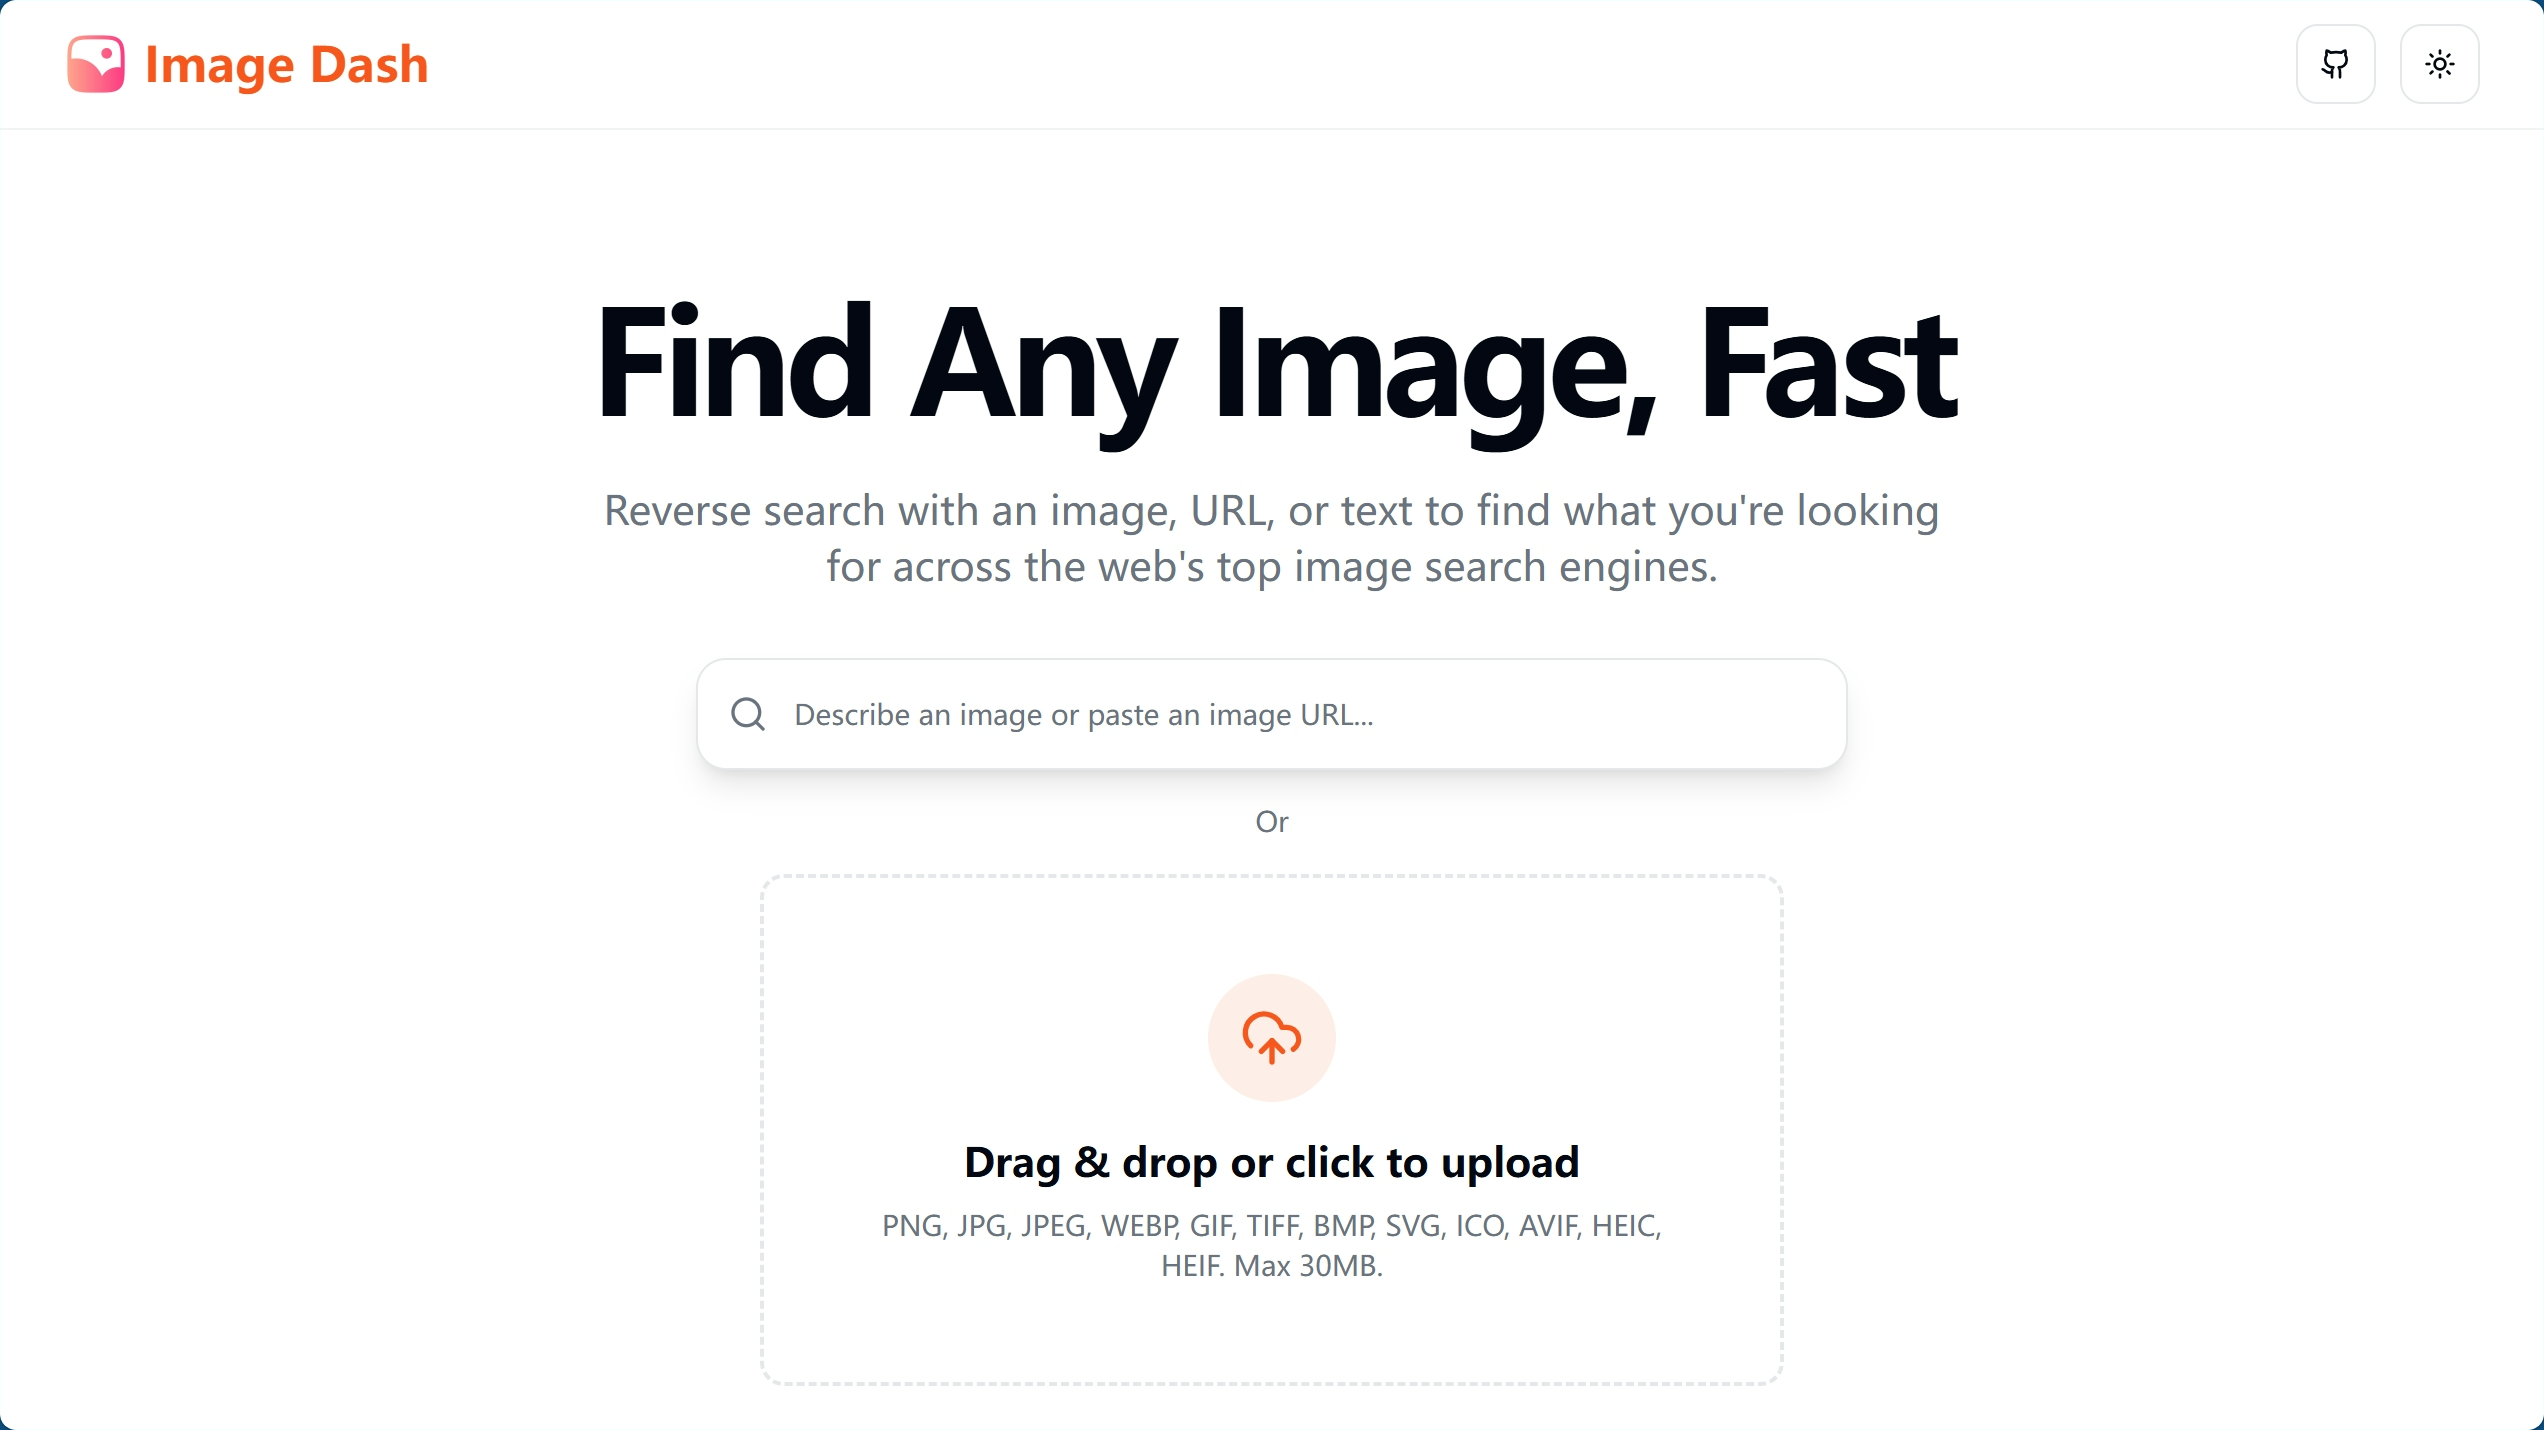 Image Dash
Find Any Image, Fast
Reverse search with an image, URL, or text to find what you're looking
for across the web's top image search engines.
Describe an image or paste an image URL...
Or
Drag & drop or click to upload
PNG, JPG, JPEG, WEBP, GIF, TIFF, BMP, SVG, ICO, AVIF, HEIC,
HEIF. Max 30MB.